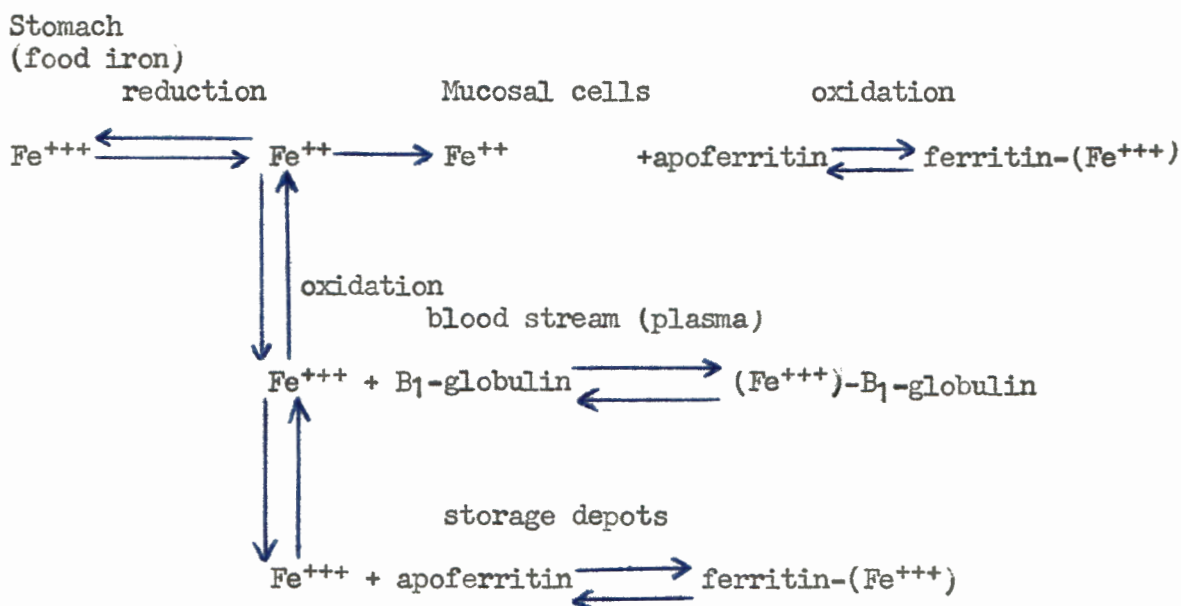 Stomach
(food iron)
reduction Mucosal cells oxidation
Fe+++ Fe++ Fe++ +apoferritin ferritin-(Fe+++)
oxidation
blood stream (plasma)
Fe+++ + B1-globulin (Fe+++)-B1-globulin
storage depots
Fe+++ + apoferritin ferritin-(Fe+++)